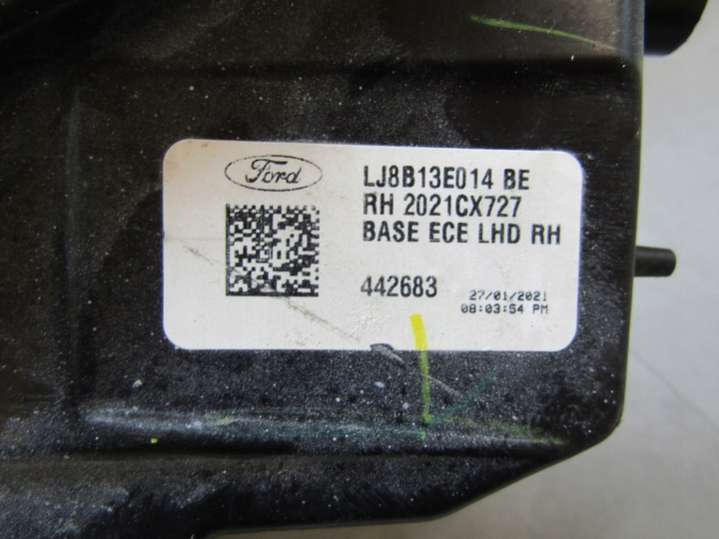 Ford
LJ8B13E014 BE
RH 2021CX727
BASE ECE LHD RH
442683
27/01/2021
08:03:54 PM